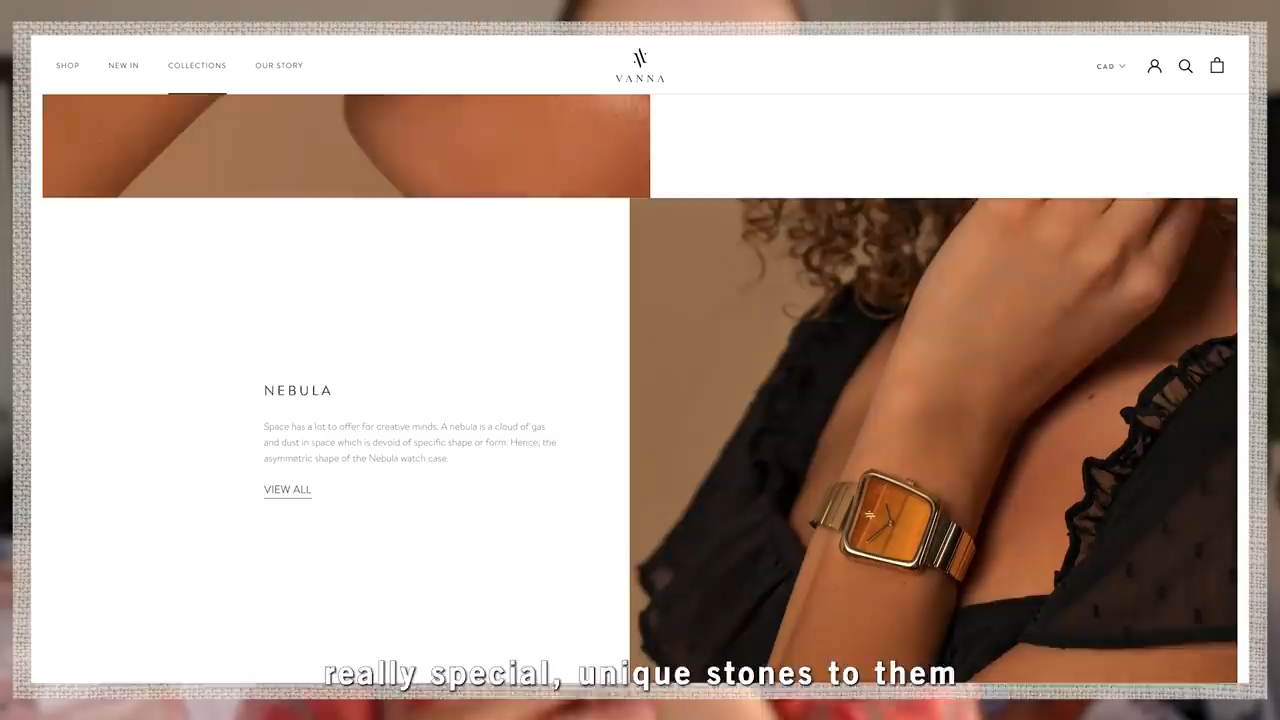 SHOP NEW IN COLLECTIONS OUR STORY
VANNA
CAD
NEBULA
Space has a lot to offer for creative minds. A nebula is a cloud of gas
and dust in space which is devoid of specific shape or form. Hence, the
asymmetric shape of the Nebula watch case.
VIEW ALL
really special, unique stones to them